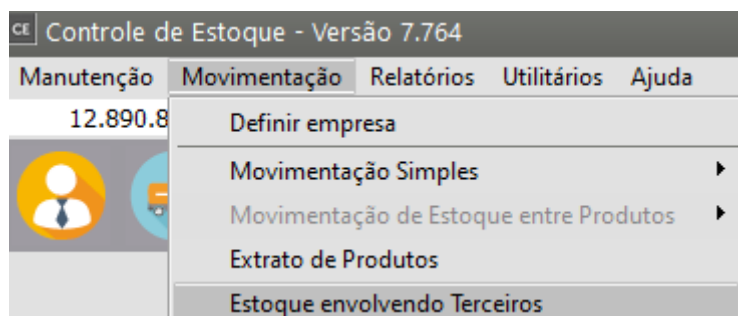 CE Controle de Estoque - Versão 7.764
Manutenção Movimentação Relatórios Utilitários Ajuda
12.890.8
Definir empresa
Movimentação Simples
Movimentação de Estoque entre Produtos
Extrato de Produtos
Estoque envolvendo Terceiros